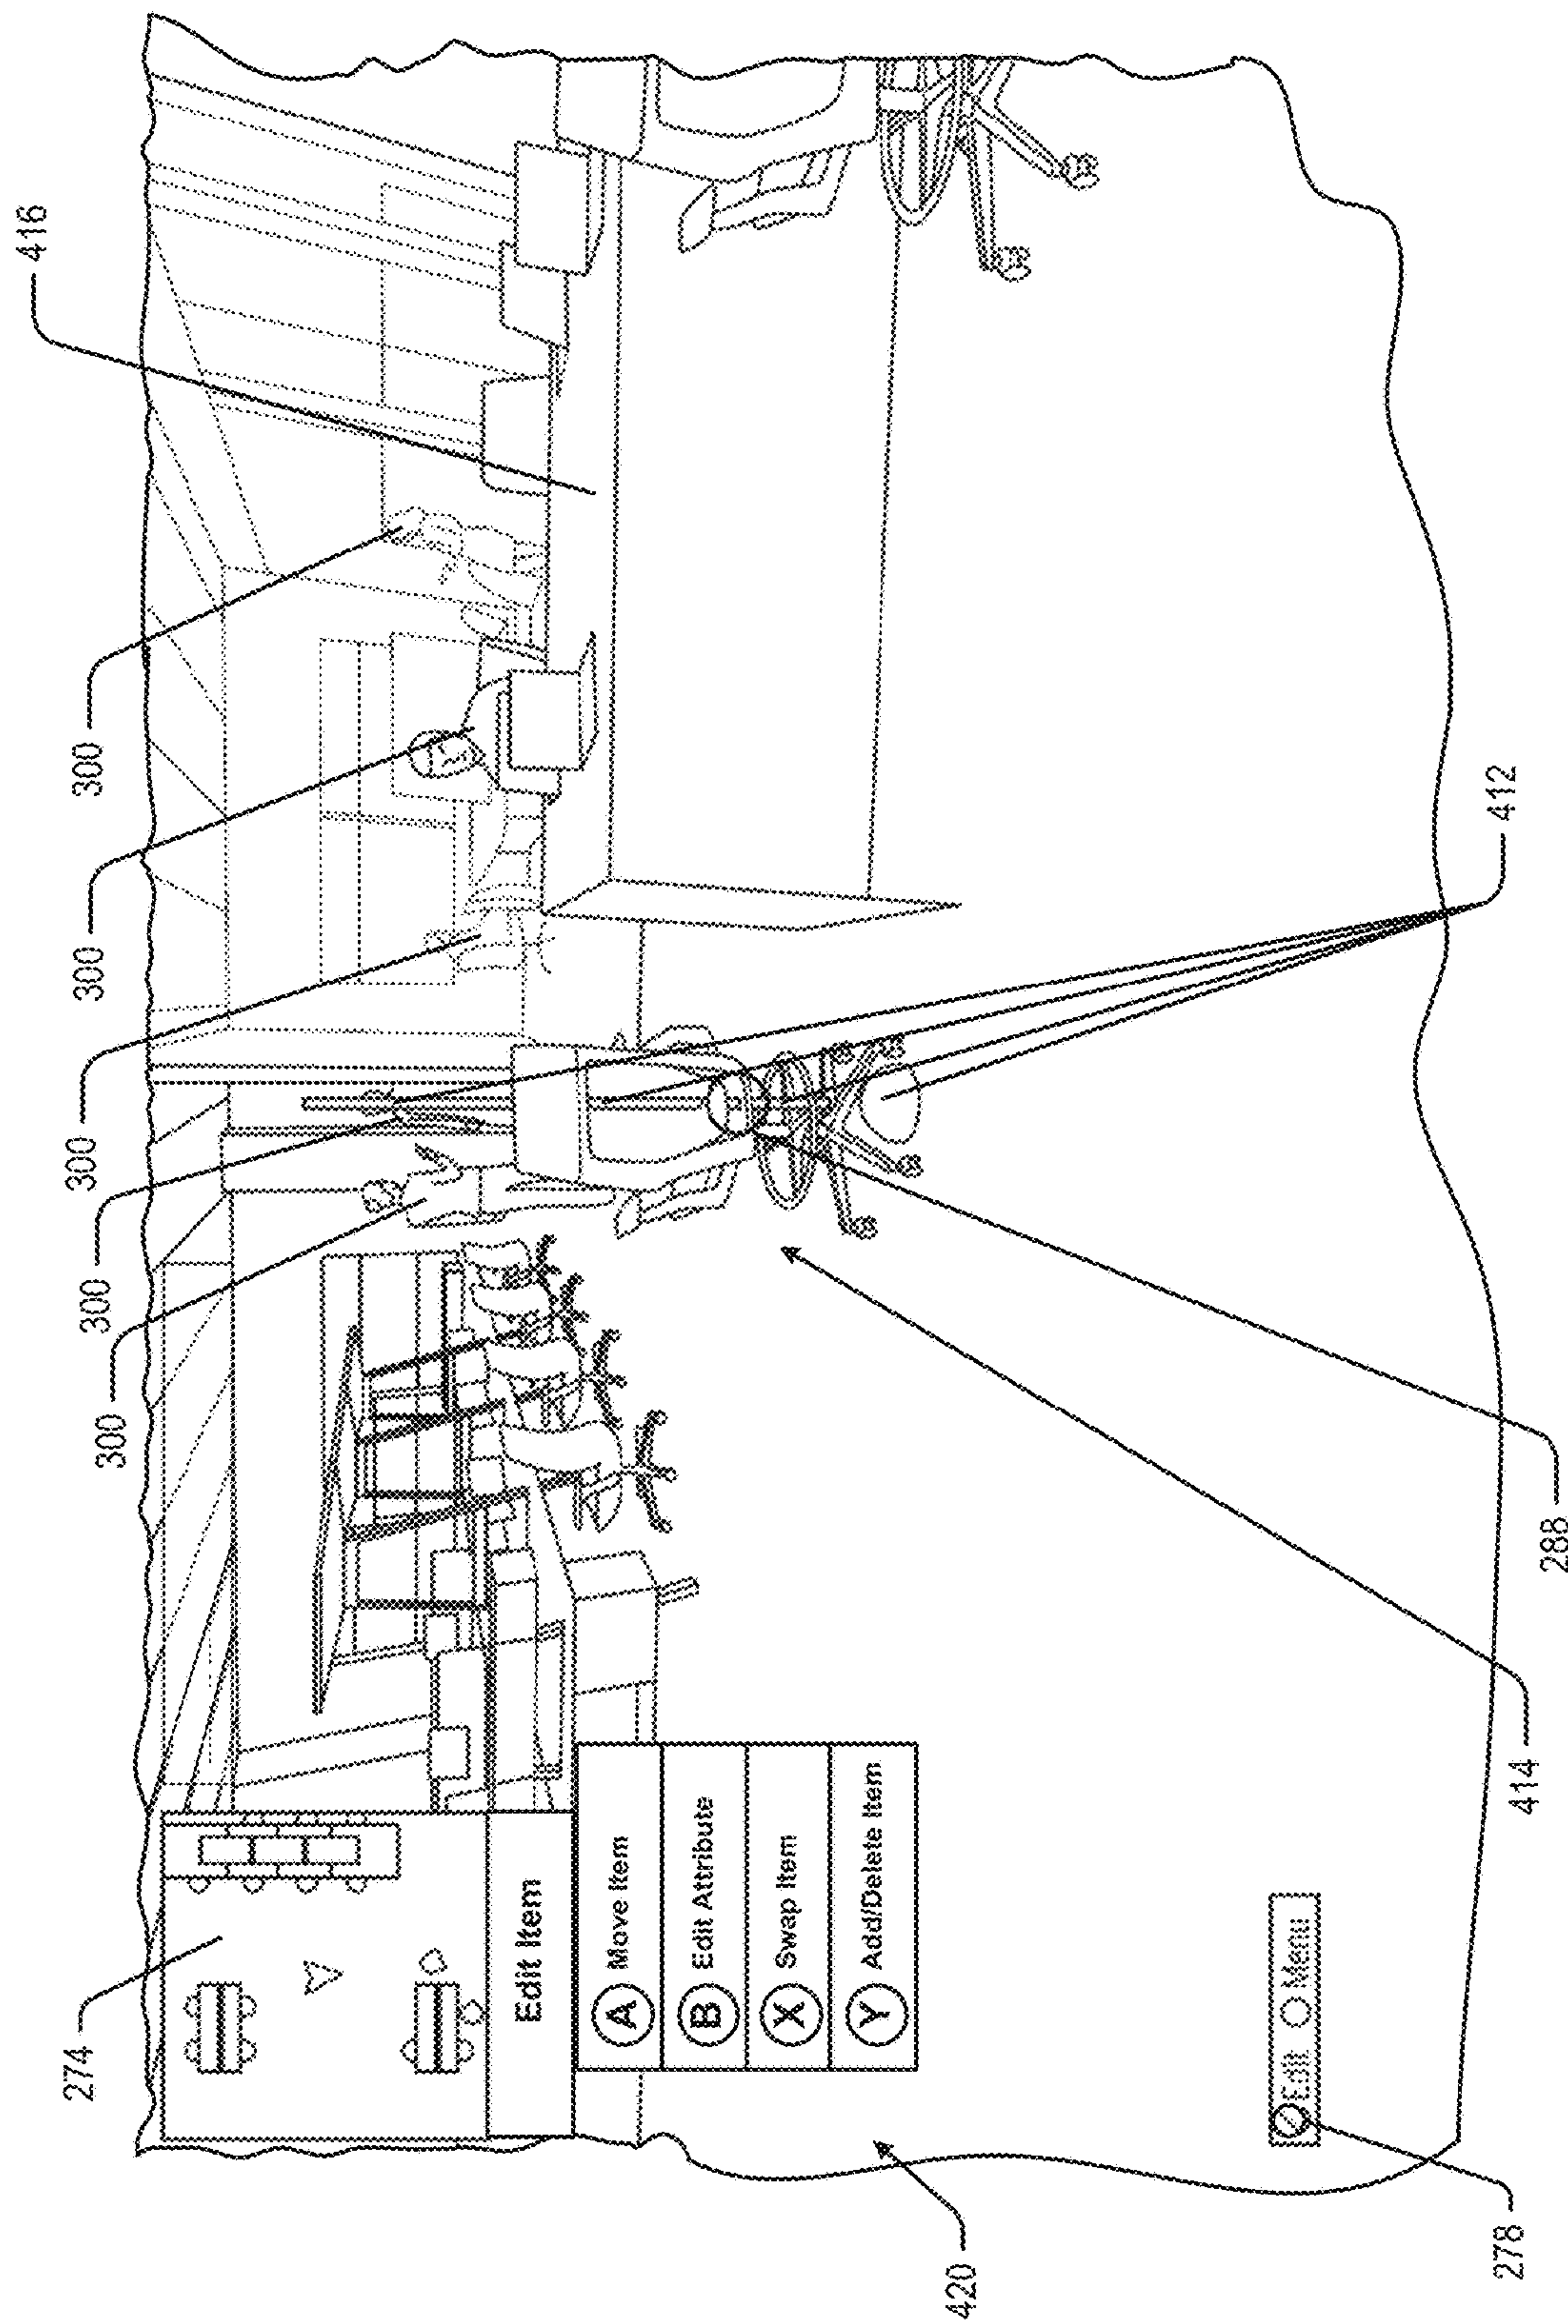 416
274
300
300
300
300
300
Edit Item
A Move Item
B Edit Attribute
X Swap Item
Y Add/Delete Item
420
Edit Menu
412
278
414
288